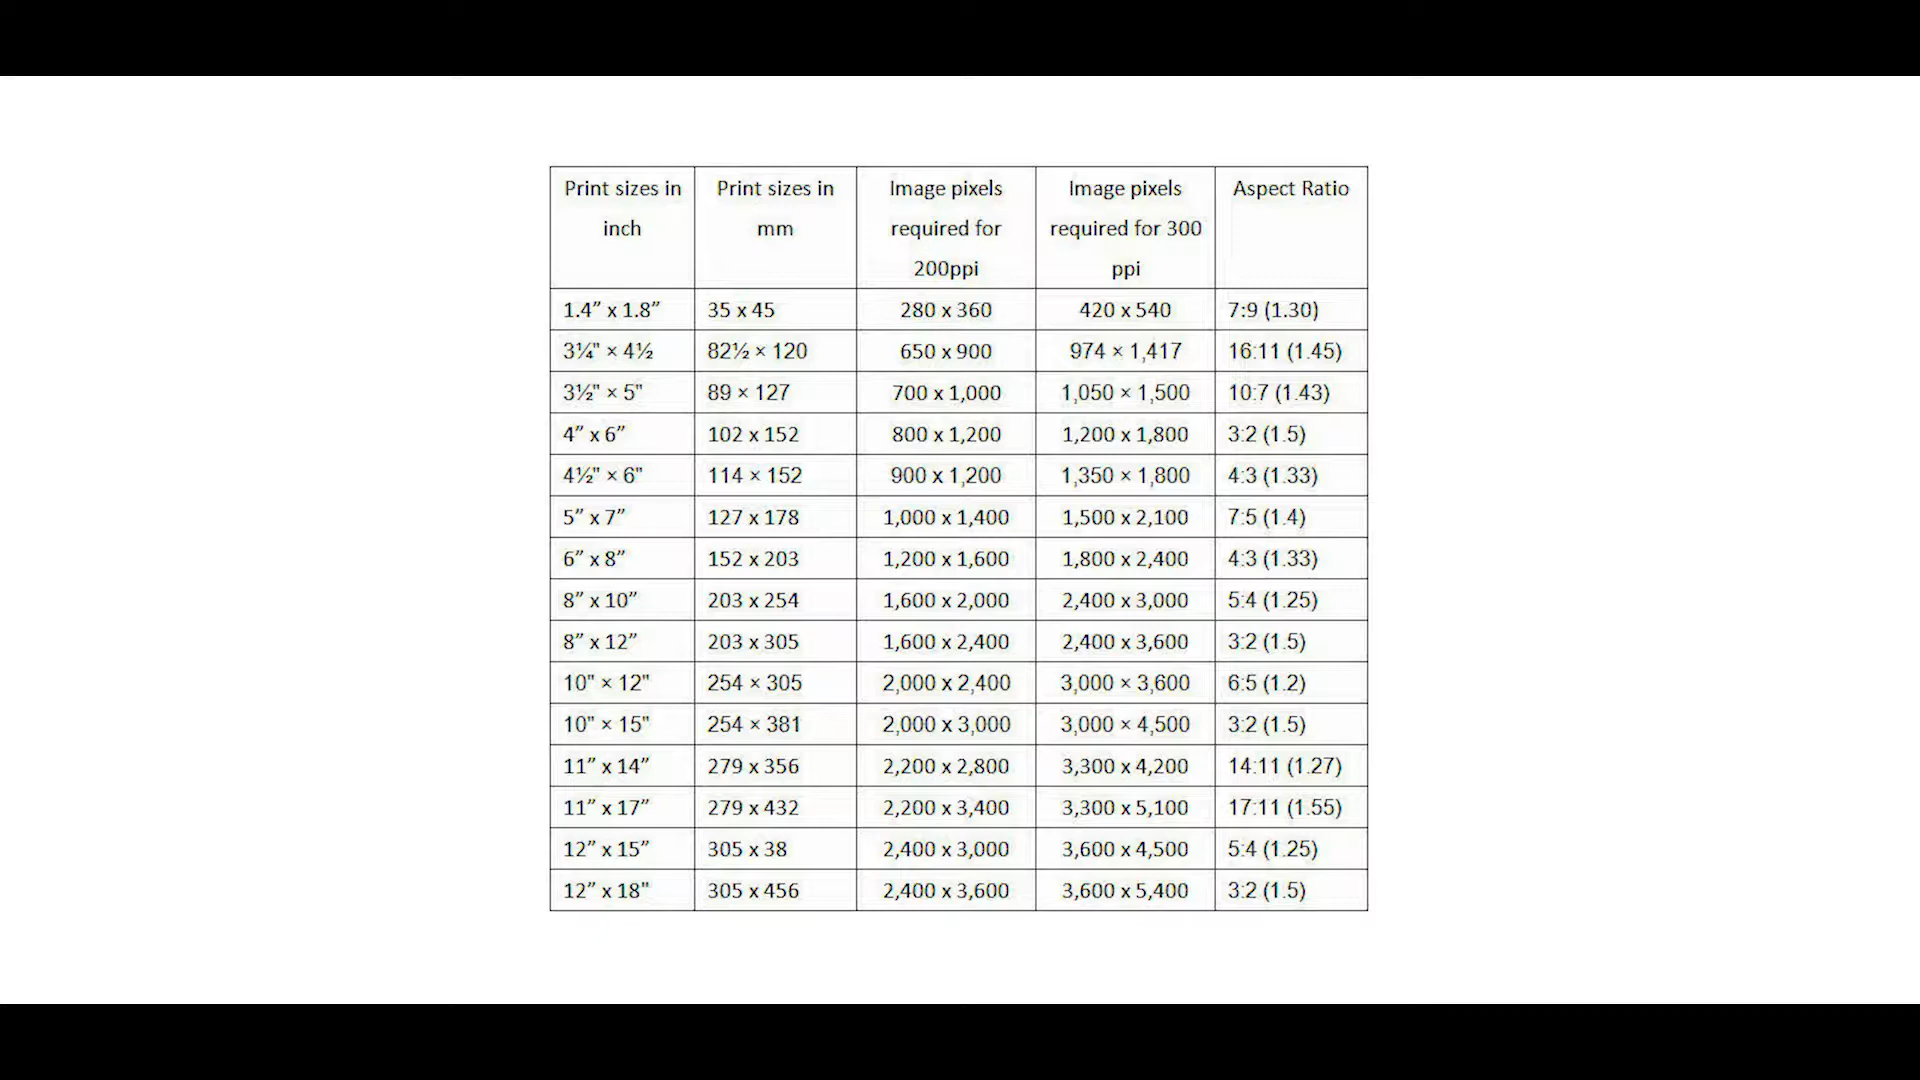 Print sizes in inch Print sizes in mm Image pixels required for 200ppi Image pixels required for 300 ppi Aspect Ratio
1.4” x 1.8” 35 x 45 280 x 360 420 x 540 7:9 (1.30)
3¼" × 4½ 82½ × 120 650 x 900 974 × 1,417 16:11 (1.45)
3½" × 5" 89 × 127 700 x 1,000 1,050 × 1,500 10:7 (1.43)
4” x 6” 102 x 152 800 x 1,200 1,200 x 1,800 3:2 (1.5)
4½" × 6" 114 × 152 900 x 1,200 1,350 × 1,800 4:3 (1.33)
5” x 7” 127 x 178 1,000 x 1,400 1,500 x 2,100 7:5 (1.4)
6” x 8” 152 x 203 1,200 x 1,600 1,800 x 2,400 4:3 (1.33)
8” x 10” 203 x 254 1,600 x 2,000 2,400 x 3,000 5:4 (1.25)
8” x 12” 203 x 305 1,600 x 2,400 2,400 x 3,600 3:2 (1.5)
10" × 12" 254 × 305 2,000 x 2,400 3,000 × 3,600 6:5 (1.2)
10" × 15" 254 × 381 2,000 x 3,000 3,000 × 4,500 3:2 (1.5)
11” x 14” 279 x 356 2,200 x 2,800 3,300 x 4,200 14:11 (1.27)
11” x 17” 279 x 432 2,200 x 3,400 3,300 x 5,100 17:11 (1.55)
12” x 15” 305 x 38 2,400 x 3,000 3,600 x 4,500 5:4 (1.25)
12” x 18" 305 x 456 2,400 x 3,600 3,600 x 5,400 3:2 (1.5)